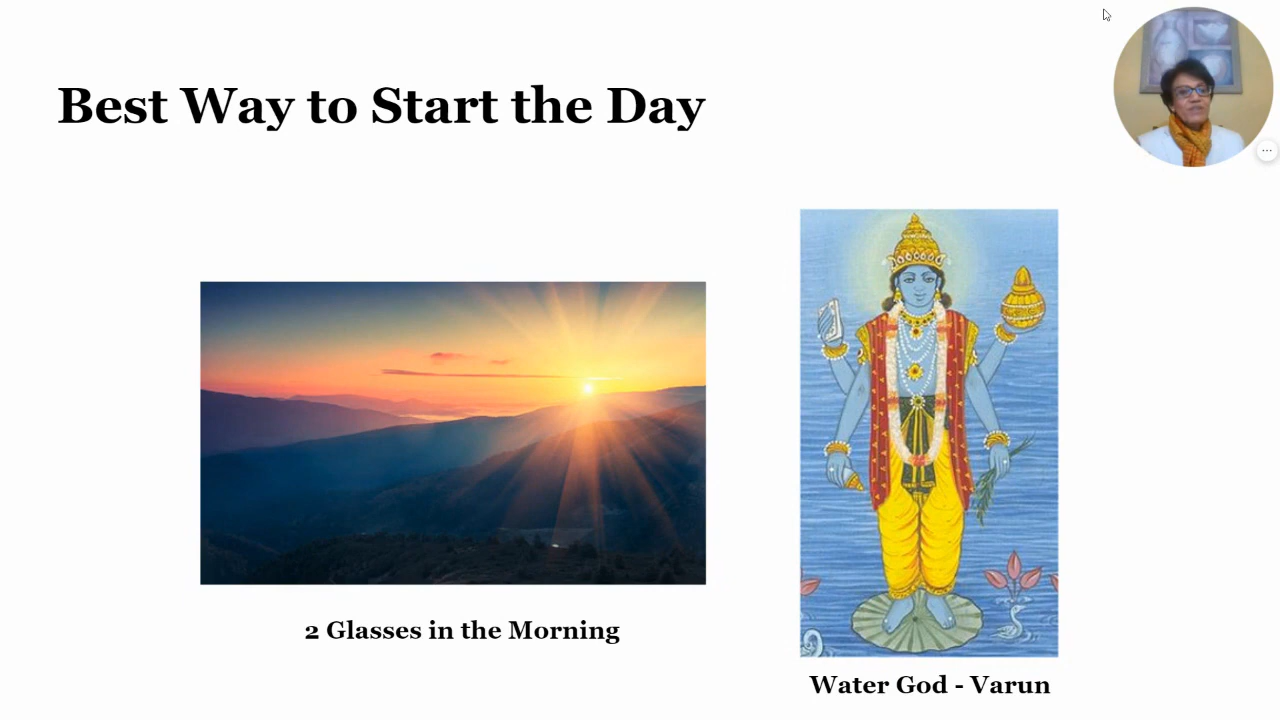 Best Way to Start the Day
2 Glasses in the Morning
Water God - Varun